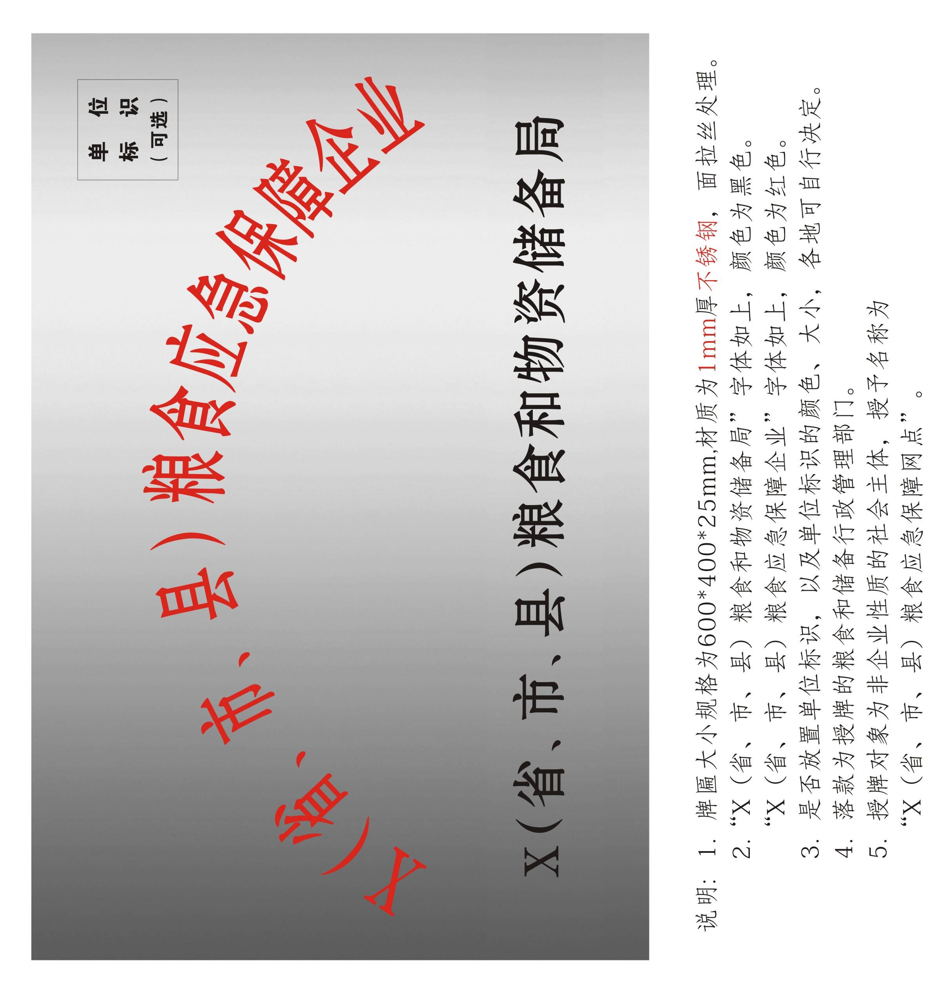 单 位
标 识
（可选）
X（省、市、县）粮食应急保障企业
X（省、市、县）粮食和物资储备局
说明：1. 牌匾大小规格为600*400*25mm,材质为1mm厚不锈钢，面拉丝处理。
2. “X（省、市、县）粮食和物资储备局”字体如上，颜色为黑色。
“X（省、市、县）粮食应急保障企业”字体如上，颜色为红色。
3. 是否放置单位标识，以及单位标识的颜色、大小，各地可自行决定。
4. 落款为授牌的粮食和储备行政管理部门。
5. 授牌对象为非企业性质的社会主体，授予名称为
“X（省、市、县）粮食应急保障网点”。